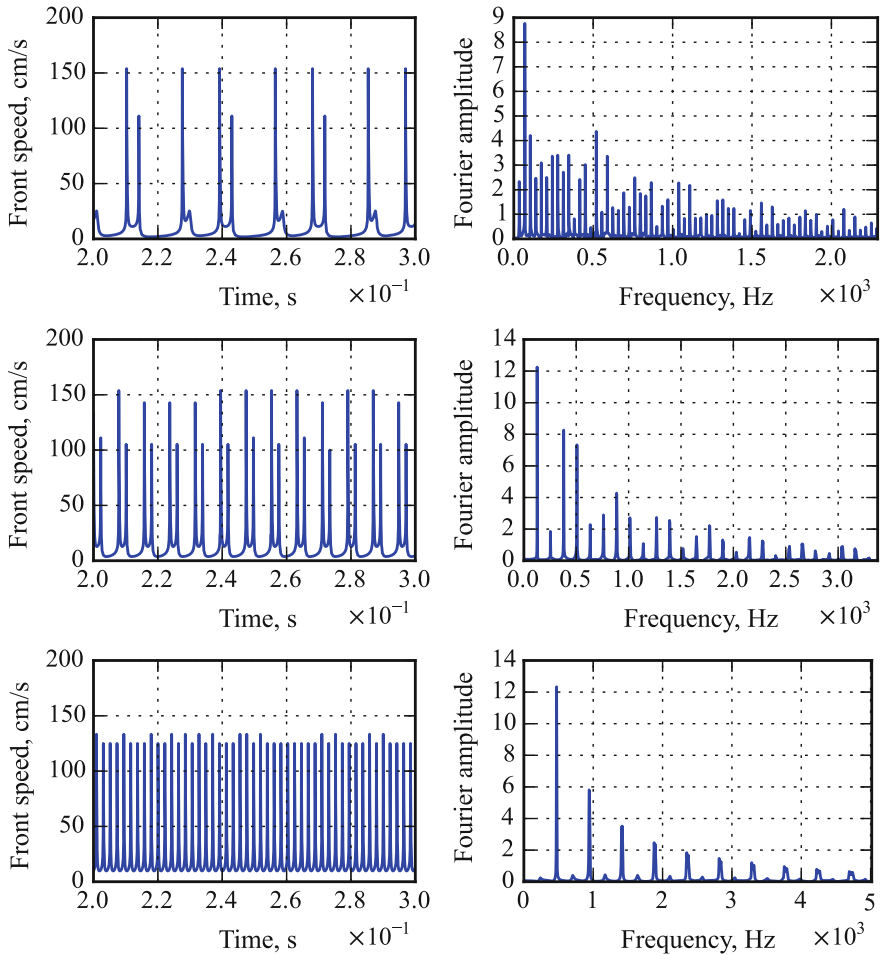 200
150
100
50
0
Front speed, cm/s
2.0 2.2 2.4 2.6 2.8 3.0
Time, s ×10⁻¹
9
8
7
6
5
4
3
2
1
0
Fourier amplitude
0.0 0.5 1.0 1.5 2.0
Frequency, Hz ×10³
200
150
100
50
0
Front speed, cm/s
2.0 2.2 2.4 2.6 2.8 3.0
Time, s ×10⁻¹
14
12
10
8
6
4
2
0
Fourier amplitude
0.0 0.5 1.0 1.5 2.0 2.5 3.0
Frequency, Hz ×10³
200
150
100
50
0
Front speed, cm/s
2.0 2.2 2.4 2.6 2.8 3.0
Time, s ×10⁻¹
14
12
10
8
6
4
2
0
Fourier amplitude
0 1 2 3 4 5
Frequency, Hz ×10³